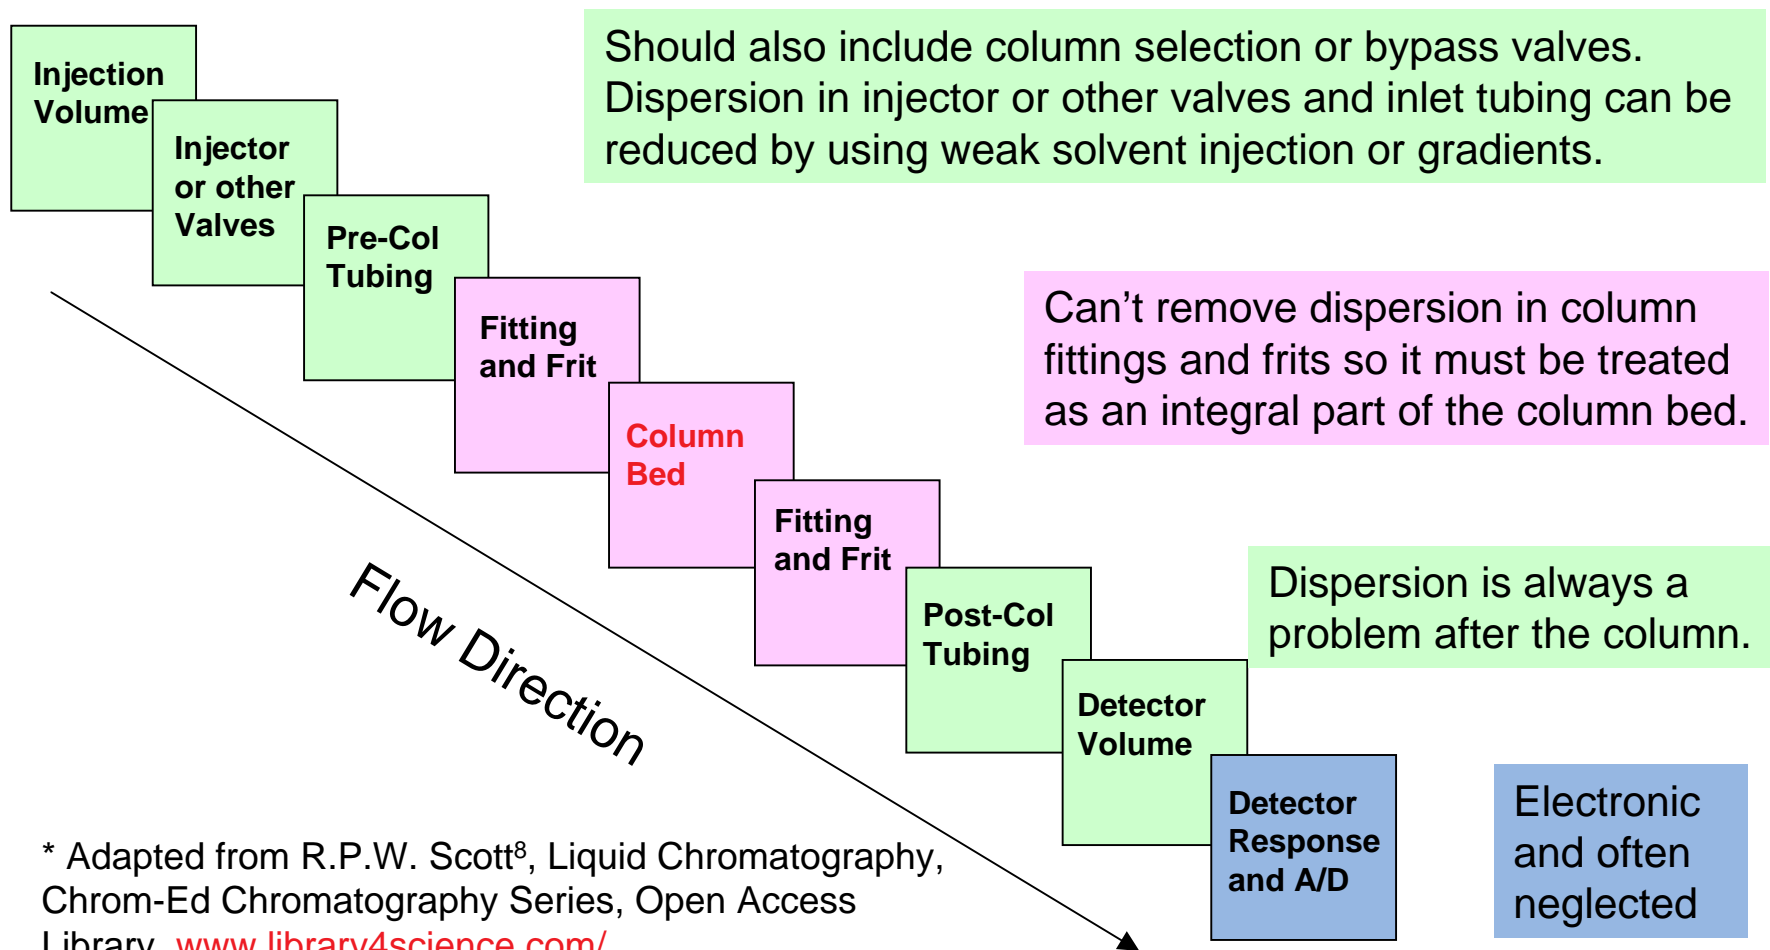 Injection
Volume
Should also include column selection or bypass valves.
Dispersion in injector or other valves and inlet tubing can be
reduced by using weak solvent injection or gradients.
Injector
or other
Valves
Pre-Col
Tubing
Fitting
and Frit
Can’t remove dispersion in column
fittings and frits so it must be treated
as an integral part of the column bed.
Column
Bed
Fitting
and Frit
Flow Direction
Post-Col
Tubing
Dispersion is always a
problem after the column.
Detector
Volume
Detector
Response
and A/D
Electronic
and often
neglected
* Adapted from R.P.W. Scott⁸, Liquid Chromatography,
Chrom-Ed Chromatography Series, Open Access
Library, www.library4science.com/